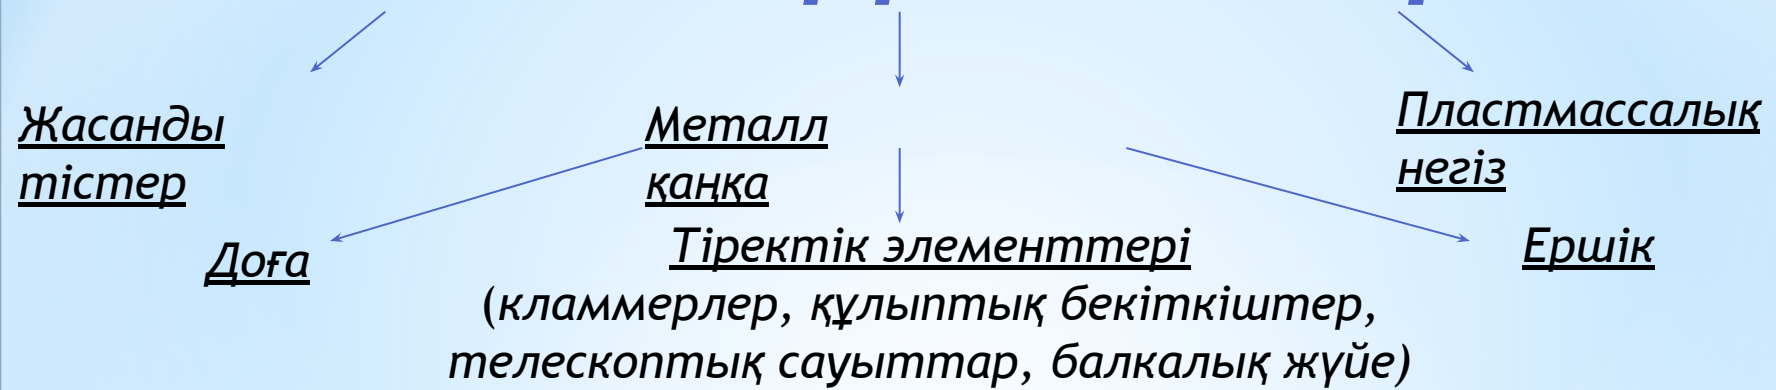 Жасанды
тістер
Металл
қаңқа
Пластмассалық
негіз
Доға
Тіректік элементтері
Ершік
(кламмерлер, құлыптық бекіткіштер,
телескоптық сауыттар, балкалық жүйе)